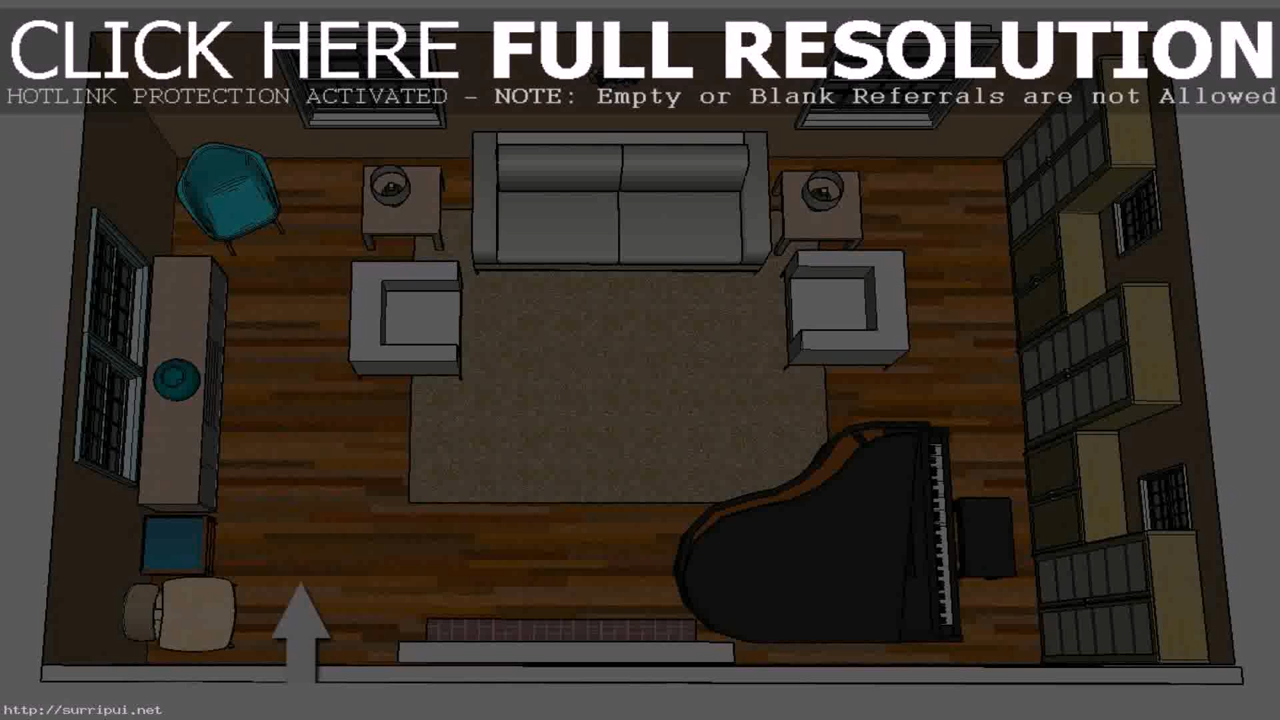 CLICK HERE FULL RESOLUTION
HOTLINK PROTECTION ACTIVATED – NOTE: Empty or Blank Referrals are not Allowed
http://surripui.net